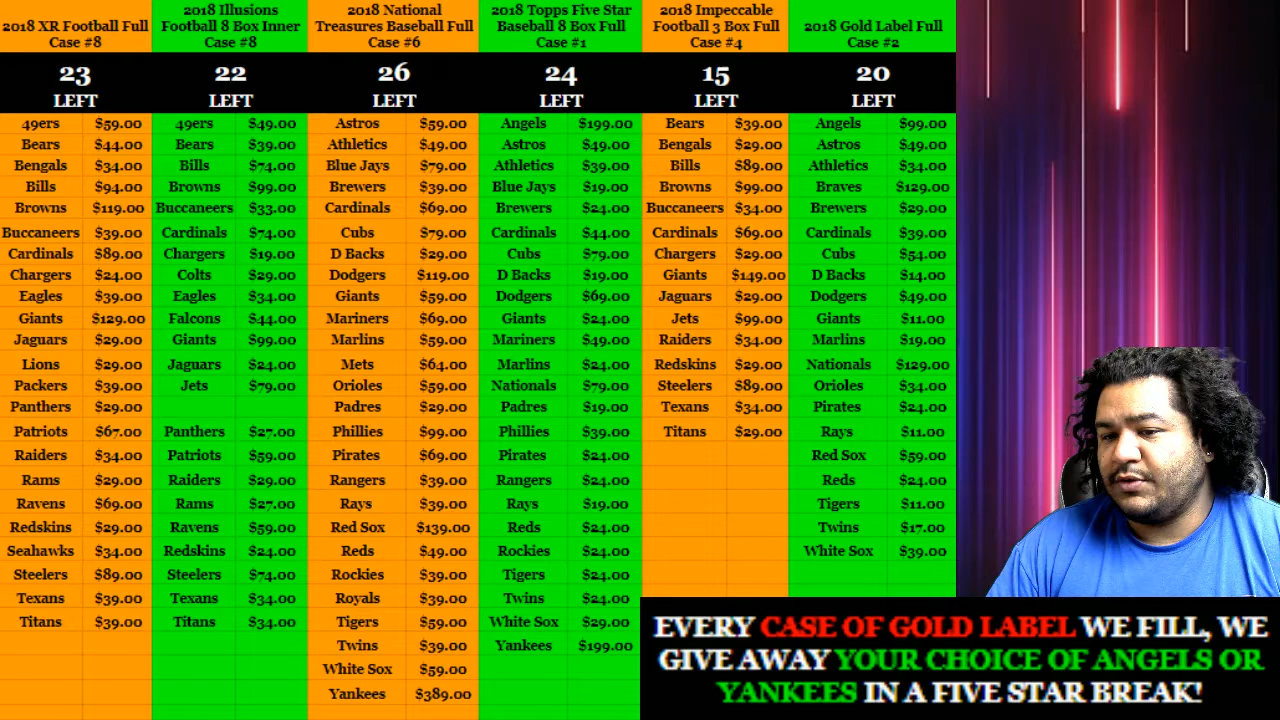 2018 XR Football Full
Case #8
23
LEFT
49ers $59.00
Bears $44.00
Bengals $34.00
Bills $94.00
Browns $119.00
Buccaneers $39.00
Cardinals $89.00
Chargers $24.00
Eagles $39.00
Giants $129.00
Jaguars $29.00
Lions $29.00
Packers $39.00
Panthers $29.00
Patriots $67.00
Raiders $34.00
Rams $29.00
Ravens $69.00
Redskins $29.00
Seahawks $34.00
Steelers $89.00
Texans $39.00
Titans $39.00
2018 Illusions
Football 8 Box Inner
Case #8
22
LEFT
49ers $49.00
Bears $39.00
Bills $74.00
Browns $99.00
Buccaneers $33.00
Cardinals $74.00
Chargers $19.00
Colts $29.00
Eagles $34.00
Falcons $44.00
Giants $99.00
Jaguars $24.00
Jets $79.00
Panthers $27.00
Patriots $59.00
Raiders $29.00
Rams $27.00
Ravens $59.00
Redskins $24.00
Steelers $74.00
Texans $34.00
Titans $34.00
2018 National
Treasures Baseball Full
Case #6
26
LEFT
Astros $59.00
Athletics $49.00
Blue Jays $79.00
Brewers $39.00
Cardinals $69.00
Cubs $79.00
D Backs $29.00
Dodgers $119.00
Giants $59.00
Mariners $69.00
Marlins $59.00
Mets $64.00
Orioles $59.00
Padres $29.00
Phillies $99.00
Pirates $69.00
Rangers $39.00
Rays $39.00
Red Sox $139.00
Reds $49.00
Rockies $39.00
Royals $39.00
Tigers $59.00
Twins $39.00
White Sox $59.00
Yankees $389.00
2018 Topps Five Star
Baseball 8 Box Full
Case #1
24
LEFT
Angels $199.00
Astros $49.00
Athletics $39.00
Blue Jays $19.00
Brewers $24.00
Cardinals $44.00
Cubs $79.00
D Backs $19.00
Dodgers $69.00
Giants $24.00
Mariners $49.00
Marlins $24.00
Nationals $79.00
Padres $19.00
Phillies $39.00
Pirates $24.00
Rangers $24.00
Rays $19.00
Reds $24.00
Rockies $24.00
Tigers $24.00
Twins $24.00
White Sox $29.00
Yankees $199.00
2018 Impeccable
Football 3 Box Full
Case #4
15
LEFT
Bears $39.00
Bengals $29.00
Bills $89.00
Browns $99.00
Buccaneers $34.00
Cardinals $69.00
Chargers $29.00
Giants $149.00
Jaguars $29.00
Jets $99.00
Raiders $34.00
Redskins $29.00
Steelers $89.00
Texans $34.00
Titans $29.00
2018 Gold Label Full
Case #2
20
LEFT
Angels $99.00
Astros $49.00
Athletics $34.00
Braves $129.00
Brewers $29.00
Cardinals $39.00
Cubs $54.00
D Backs $14.00
Dodgers $49.00
Giants $11.00
Marlins $19.00
Nationals $129.00
Orioles $34.00
Pirates $24.00
Rays $11.00
Red Sox $59.00
Reds $24.00
Tigers $11.00
Twins $17.00
White Sox $39.00
EVERY CASE OF GOLD LABEL WE FILL, WE
GIVE AWAY YOUR CHOICE OF ANGELS OR
YANKEES IN A FIVE STAR BREAK!